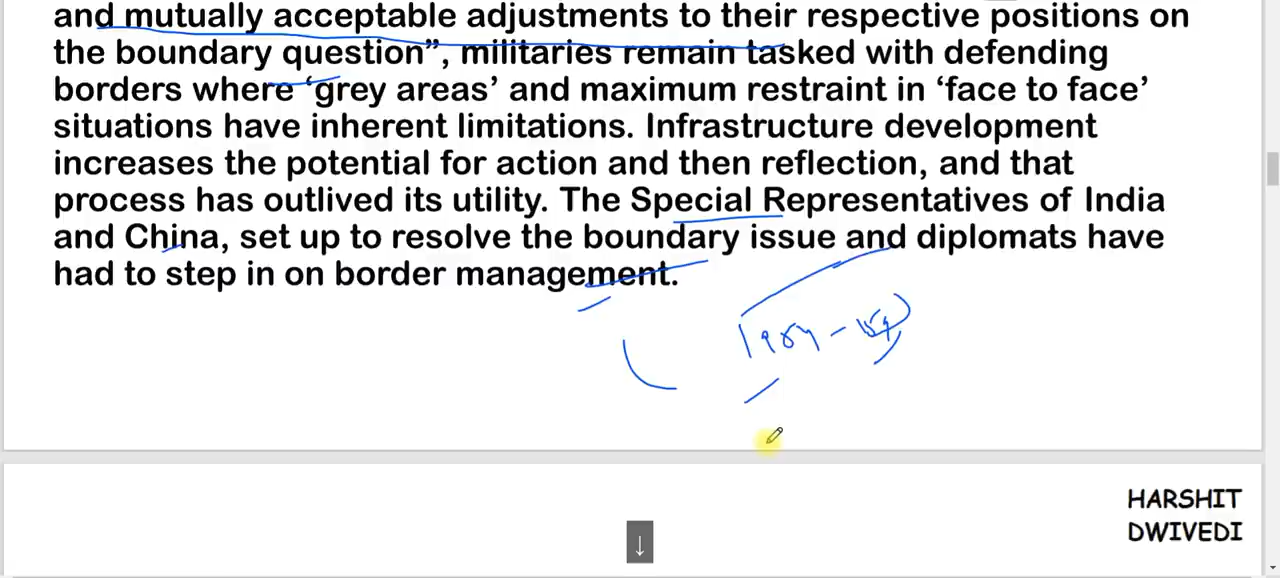 and mutually acceptable adjustments to their respective positions on
the boundary question”, militaries remain tasked with defending
borders where ‘grey areas’ and maximum restraint in ‘face to face’
situations have inherent limitations. Infrastructure development
increases the potential for action and then reflection, and that
process has outlived its utility. The Special Representatives of India
and China, set up to resolve the boundary issue and diplomats have
had to step in on border management.
HARSHIT
DWIVEDI